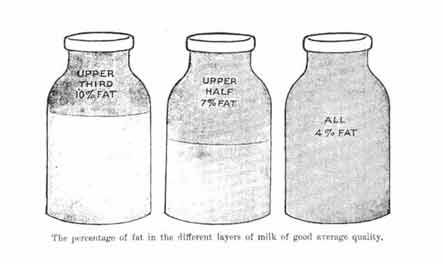 UPPER
THIRD
10% FAT
UPPER
HALF
7% FAT
ALL
4% FAT
The percentage of fat in the different layers of milk of good average quality.